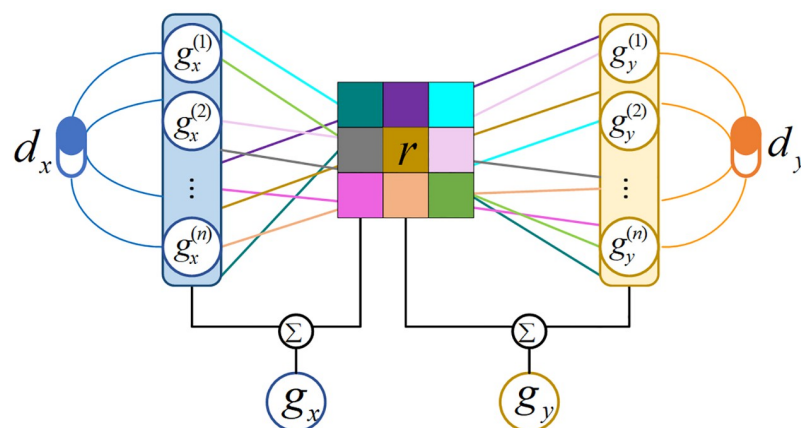 g_x^{(1)}
g_y^{(1)}
d_x
g_x^{(2)}
r
g_y^{(2)}
d_y
...
...
g_x^{(n)}
g_y^{(n)}
Σ
Σ
g_x
g_y